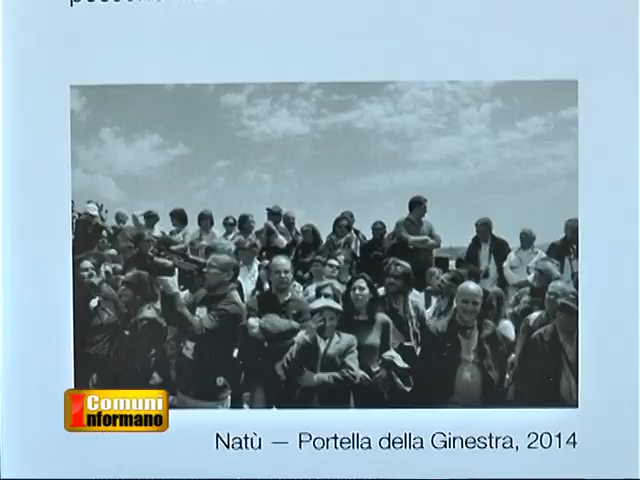 I Comuni
Informano
Natù — Portella della Ginestra, 2014